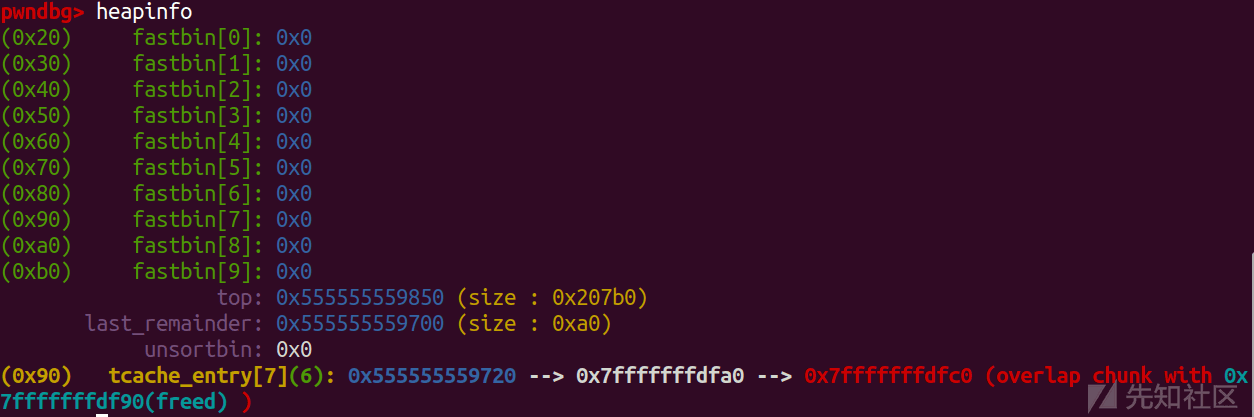 pwndbg> heapinfo
(0x20)     fastbin[0]: 0x0
(0x30)     fastbin[1]: 0x0
(0x40)     fastbin[2]: 0x0
(0x50)     fastbin[3]: 0x0
(0x60)     fastbin[4]: 0x0
(0x70)     fastbin[5]: 0x0
(0x80)     fastbin[6]: 0x0
(0x90)     fastbin[7]: 0x0
(0xa0)     fastbin[8]: 0x0
(0xb0)     fastbin[9]: 0x0
top: 0x555555559850 (size : 0x207b0)
last_remainder: 0x555555559700 (size : 0xa0)
unsortbin: 0x0
(0x90)   tcache_entry[7](6): 0x555555559720 --> 0x7fffffffdfa0 --> 0x7fffffffdfc0 (overlap chunk with 0x
7fffffffdf90(freed) )
先知社区